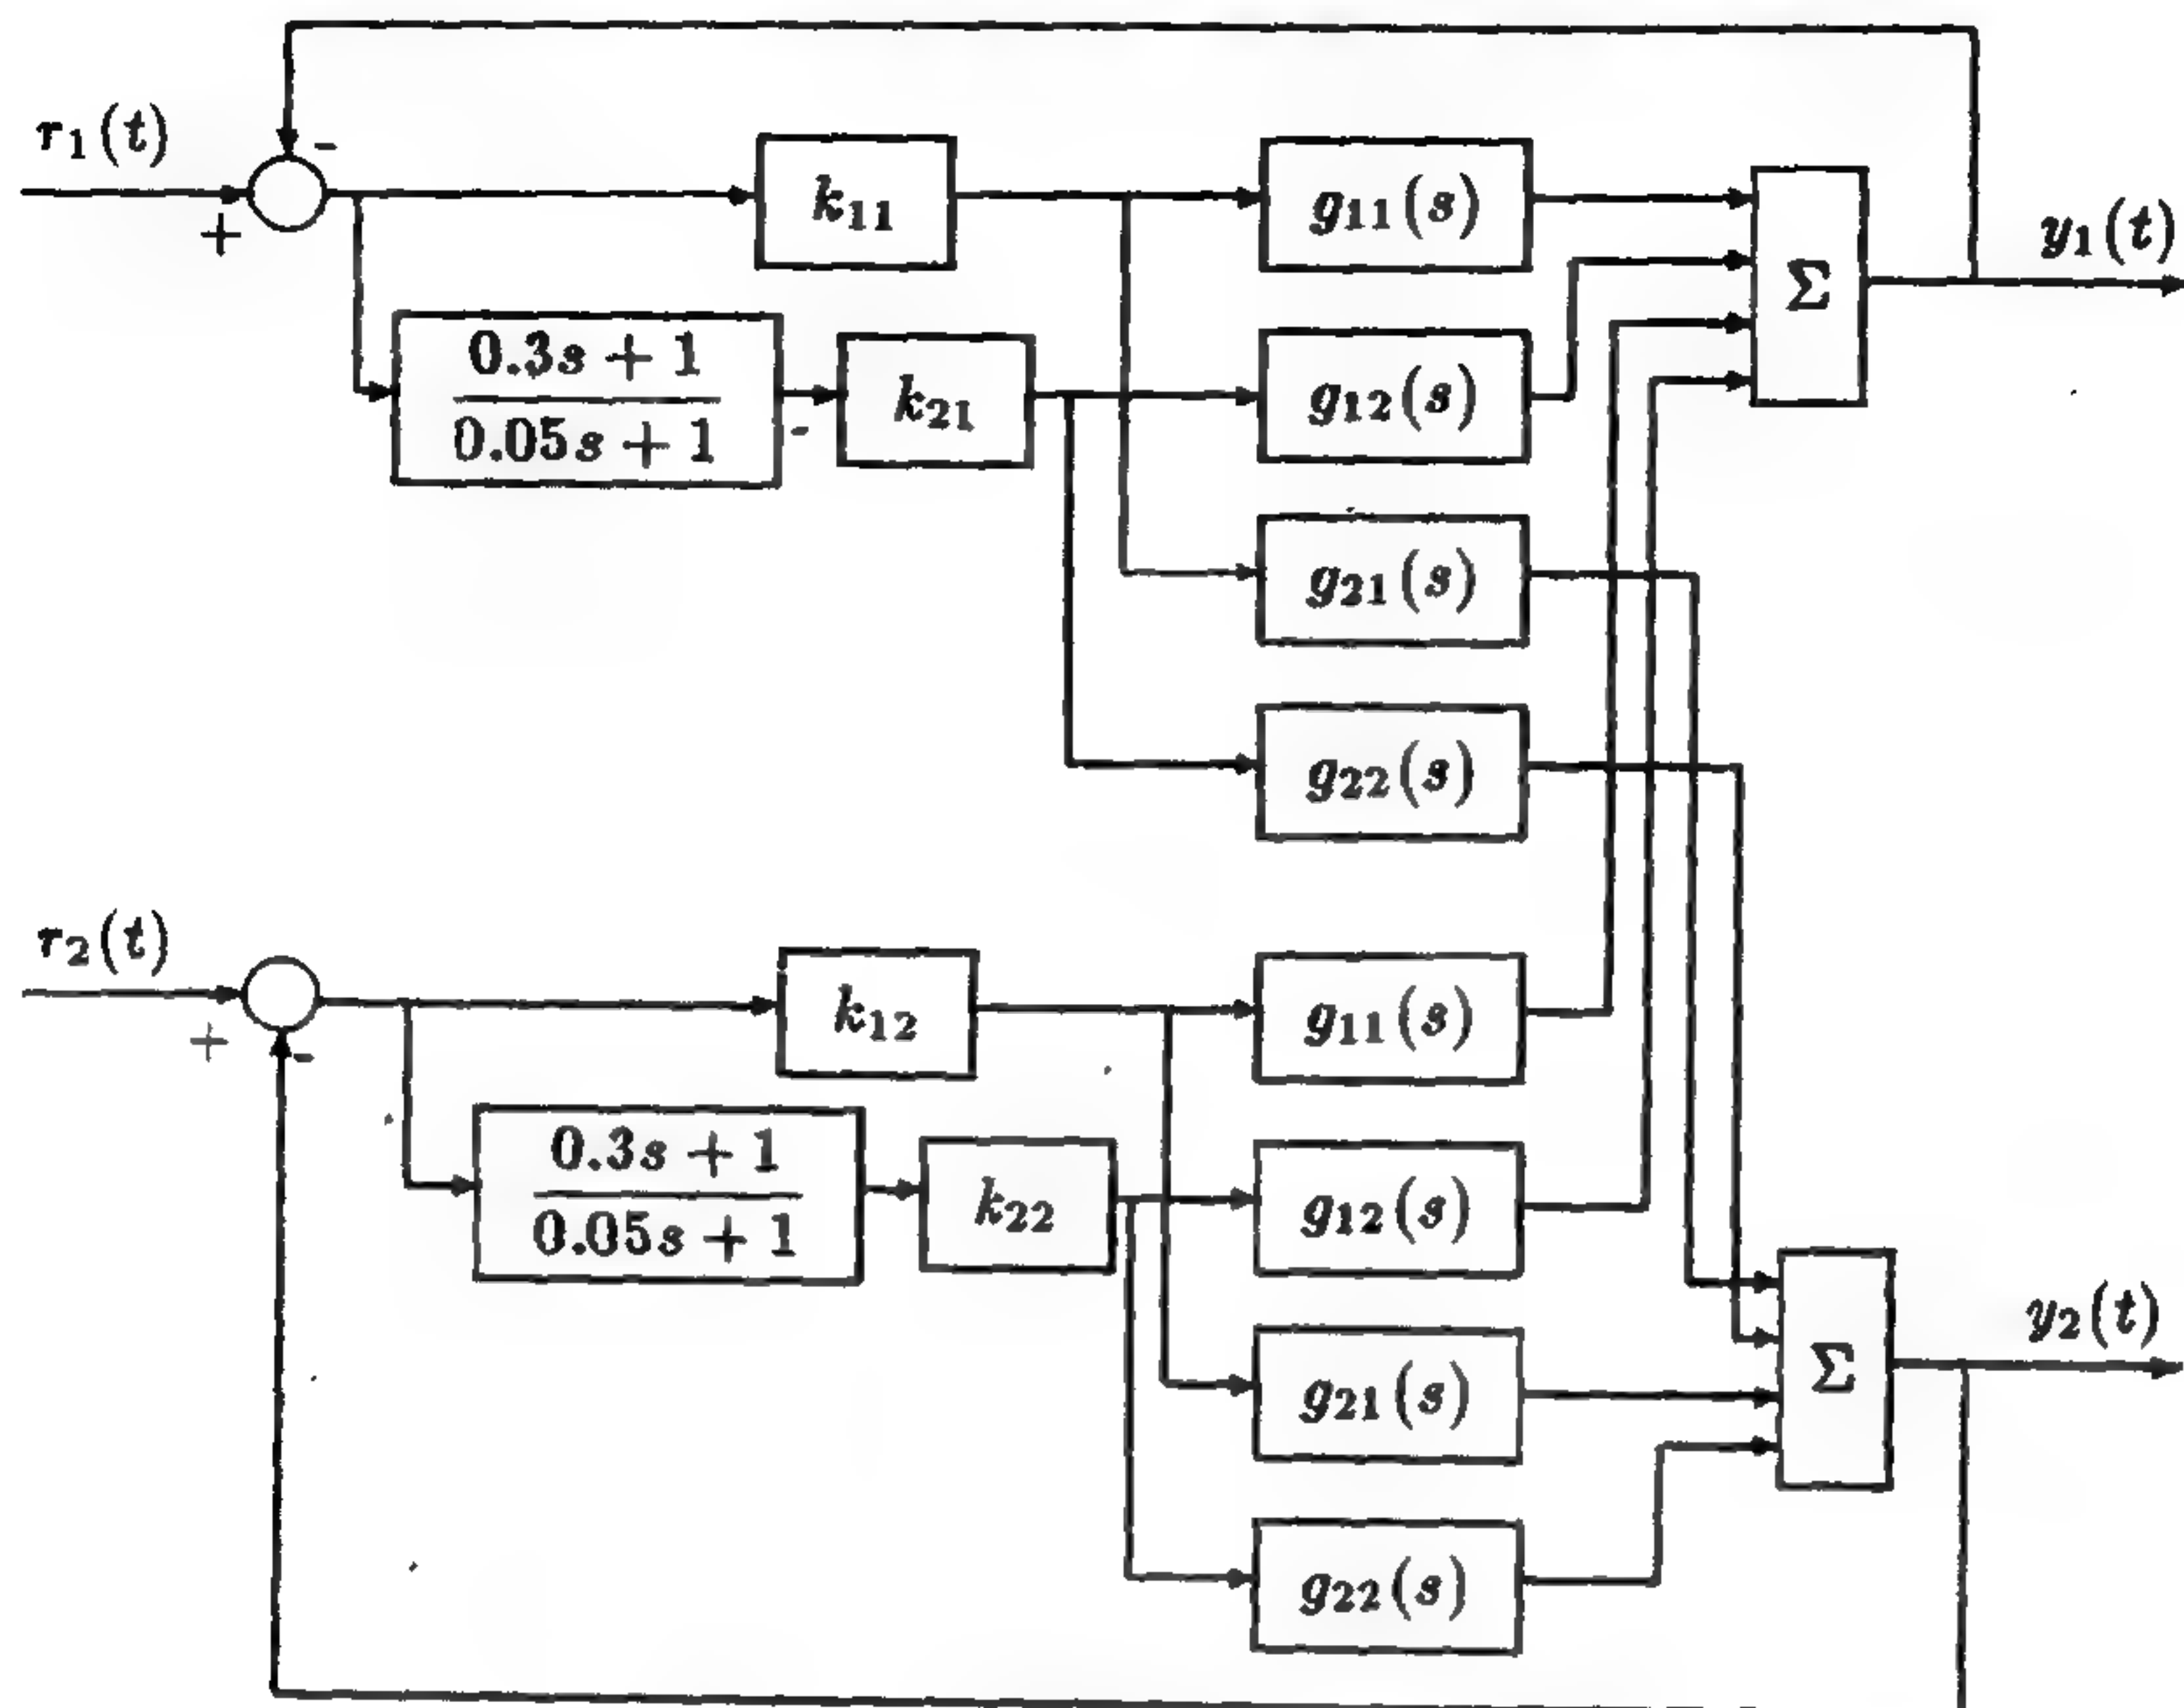 r₁(t)
-
+
k₁₁
g₁₁(s)
Σ
y₁(t)
0.3s + 1
0.05s + 1
-
k₂₁
g₁₂(s)
g₂₁(s)
g₂₂(s)
r₂(t)
+
-
k₁₂
g₁₁(s)
0.3s + 1
0.05s + 1
k₂₂
g₁₂(s)
g₂₁(s)
Σ
y₂(t)
g₂₂(s)